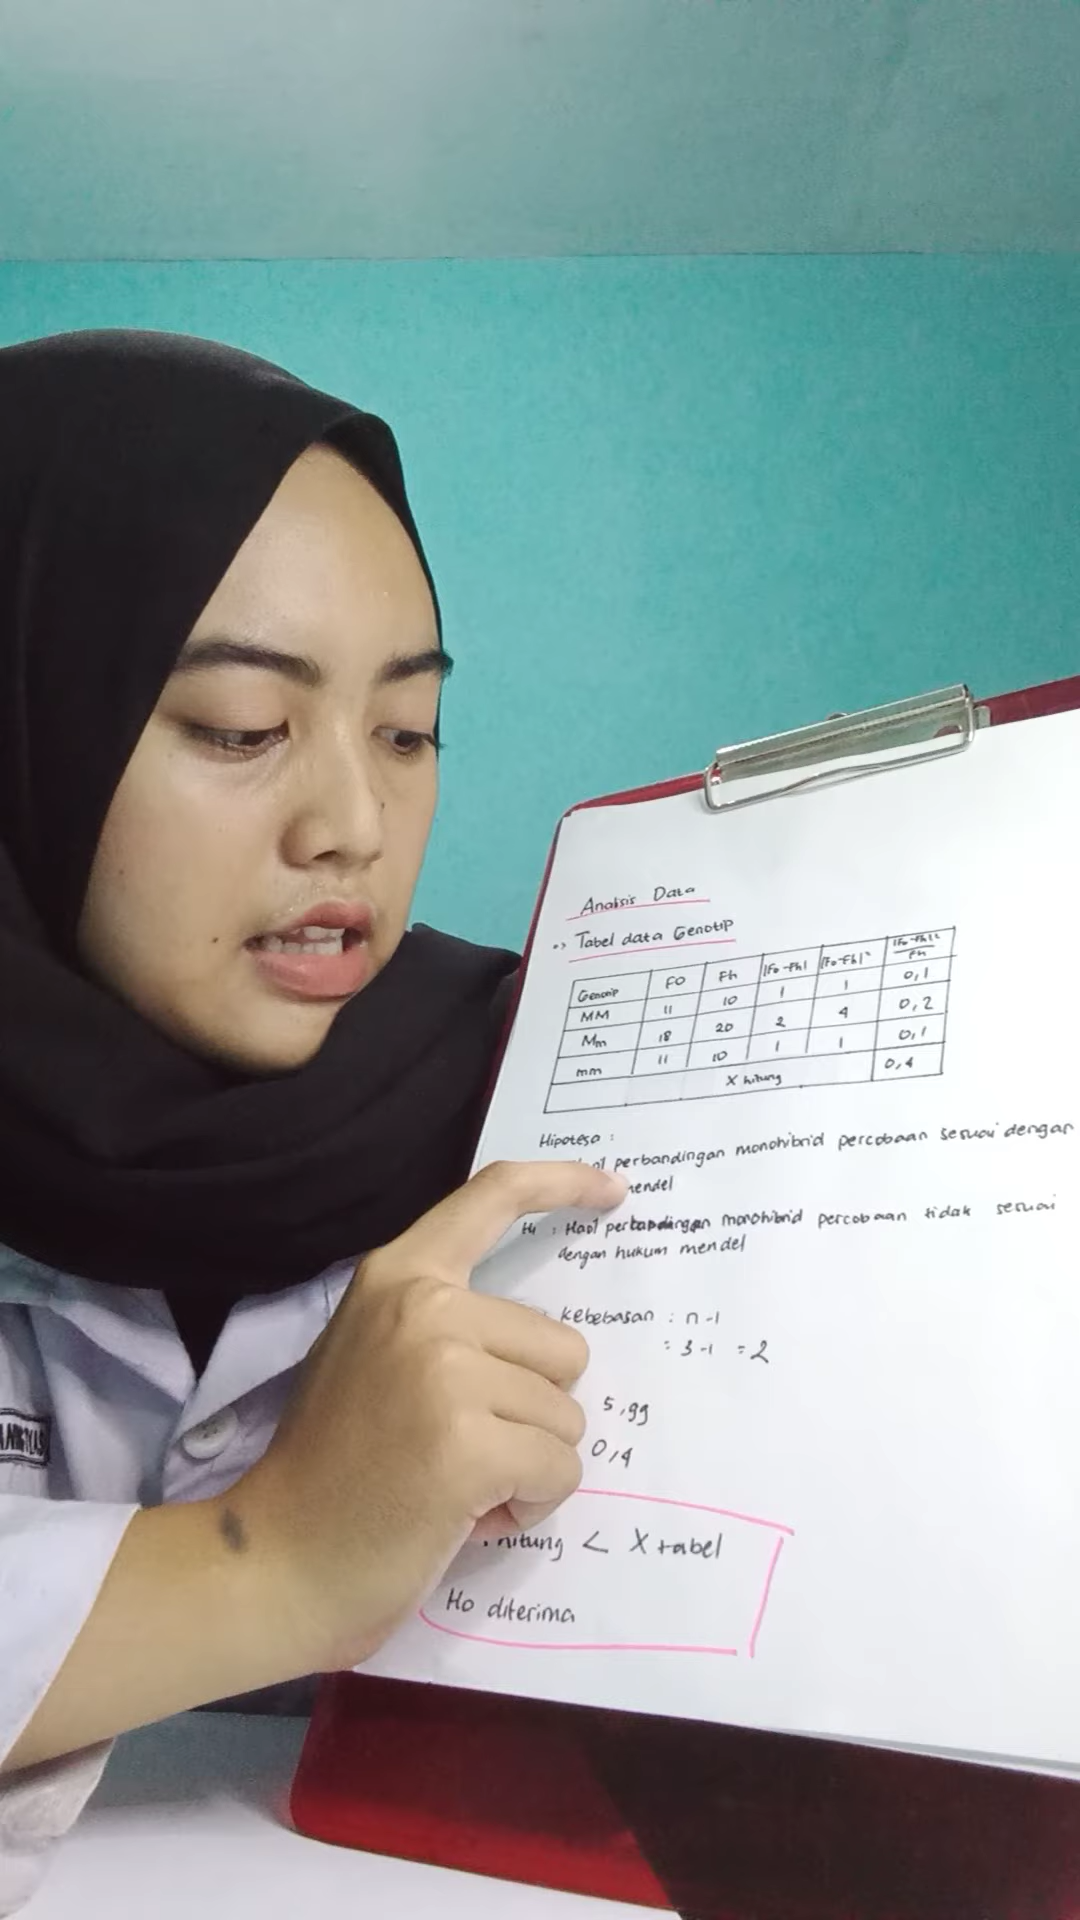 Analisis Data
Tabel data Genotip
Genotip Fo Fh |Fo-Fh| |Fo-Fh|² |Fo-Fh|²/Fh
MM 11 10 1 1 0,1
Mm 18 20 2 4 0,2
mm 11 10 1 1 0,1
X hitung 0,4
Hipotesa :
perbandingan monohibrid percobaan sesuai dengan
mendel
H1 : Hasil perbandingan monohibrid percobaan tidak sesuai
dengan hukum mendel
kebebasan : n-1
= 3-1 = 2
5,99
0,4
hitung < X tabel
Ho diterima